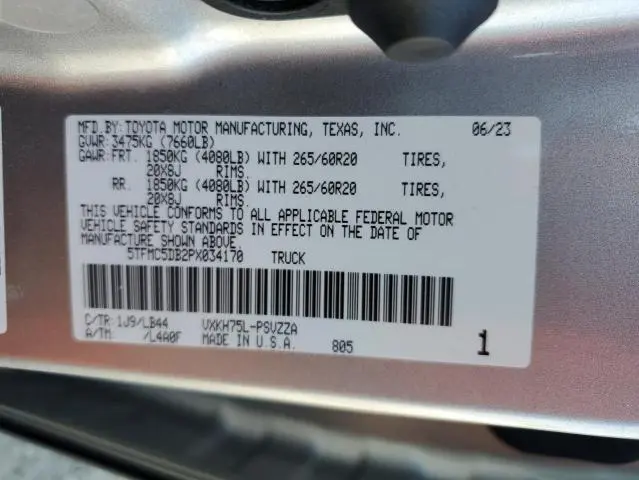 MFD.BY:TOYOTA MOTOR MANUFACTURING, TEXAS, INC. 06/23
GVWR:3475KG (7660LB)
GAWR:FRT. 1850KG (4080LB) WITH 265/60R20 TIRES,
20X8J RIMS.
RR. 1850KG (4080LB) WITH 265/60R20 TIRES,
20X8J RIMS.
THIS VEHICLE CONFORMS TO ALL APPLICABLE FEDERAL MOTOR
VEHICLE SAFETY STANDARDS IN EFFECT ON THE DATE OF
MANUFACTURE SHOWN ABOVE.
5TFMC5DB2PX034170 TRUCK
C/TR:1J9/LB44 VXKH75L-PSVZZA
A/TM: /L4A0F MADE IN U.S.A. 805 1